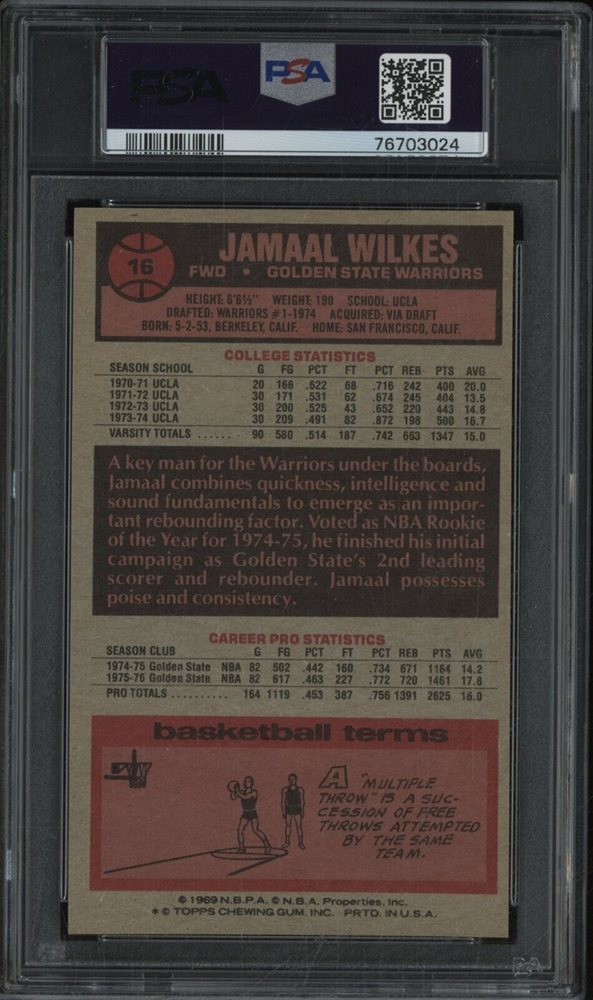 PSA
PSA
76703024
16
JAMAAL WILKES
FWD • GOLDEN STATE WARRIORS
HEIGHT: 6'6½" WEIGHT: 190 SCHOOL: UCLA
DRAFTED: WARRIORS #1-1974 ACQUIRED: VIA DRAFT
BORN: 5-2-53, BERKELEY, CALIF. HOME: SAN FRANCISCO, CALIF.
COLLEGE STATISTICS
SEASON SCHOOL G FG PCT FT PCT REB PTS AVG
1970-71 UCLA 20 166 .622 68 .716 242 400 20.0
1971-72 UCLA 30 171 .531 62 .674 245 404 13.5
1972-73 UCLA 30 200 .525 43 .652 220 443 14.8
1973-74 UCLA 30 209 .491 82 .872 198 500 16.7
VARSITY TOTALS ...... 90 580 .514 187 .742 663 1347 15.0
A key man for the Warriors under the boards,
Jamaal combines quickness, intelligence and
sound fundamentals to emerge as an impor-
tant rebounding factor. Voted as NBA Rookie
of the Year for 1974-75, he finished his initial
campaign as Golden State's 2nd leading
scorer and rebounder. Jamaal possesses
poise and consistency.
CAREER PRO STATISTICS
SEASON CLUB G FG PCT FT PCT REB PTS AVG
1974-75 Golden State NBA 82 502 .442 160 .734 671 1164 14.2
1975-76 Golden State NBA 82 617 .463 227 .772 720 1461 17.8
PRO TOTALS .......... 164 1119 .453 387 .756 1391 2625 16.0
basketball terms
A "MULTIPLE
THROW" IS A SUC-
CESSION OF FREE
THROWS ATTEMPTED
BY THE SAME
TEAM.
© 1969 N.B.P.A. © N.B.A. Properties, Inc.
* © TOPPS CHEWING GUM, INC. PRTD. IN U.S.A.